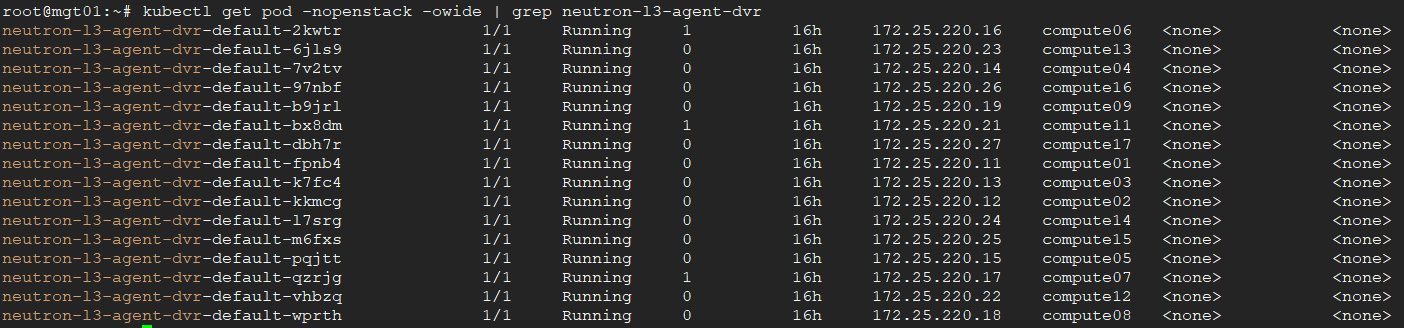 root@mgt01:~# kubectl get pod -nopenstack -owide | grep neutron-l3-agent-dvr
neutron-l3-agent-dvr-default-2kwtr 1/1 Running 1 16h 172.25.220.16 compute06 <none> <none>
neutron-l3-agent-dvr-default-6jls9 1/1 Running 0 16h 172.25.220.23 compute13 <none> <none>
neutron-l3-agent-dvr-default-7v2tv 1/1 Running 0 16h 172.25.220.14 compute04 <none> <none>
neutron-l3-agent-dvr-default-97nbf 1/1 Running 0 16h 172.25.220.26 compute16 <none> <none>
neutron-l3-agent-dvr-default-b9jrl 1/1 Running 0 16h 172.25.220.19 compute09 <none> <none>
neutron-l3-agent-dvr-default-bx8dm 1/1 Running 1 16h 172.25.220.21 compute11 <none> <none>
neutron-l3-agent-dvr-default-dbh7r 1/1 Running 0 16h 172.25.220.27 compute17 <none> <none>
neutron-l3-agent-dvr-default-fpnb4 1/1 Running 0 16h 172.25.220.11 compute01 <none> <none>
neutron-l3-agent-dvr-default-k7fc4 1/1 Running 0 16h 172.25.220.13 compute03 <none> <none>
neutron-l3-agent-dvr-default-kkmcg 1/1 Running 0 16h 172.25.220.12 compute02 <none> <none>
neutron-l3-agent-dvr-default-l7srg 1/1 Running 0 16h 172.25.220.24 compute14 <none> <none>
neutron-l3-agent-dvr-default-m6fxs 1/1 Running 0 16h 172.25.220.25 compute15 <none> <none>
neutron-l3-agent-dvr-default-pqjtt 1/1 Running 0 16h 172.25.220.15 compute05 <none> <none>
neutron-l3-agent-dvr-default-qzrjg 1/1 Running 1 16h 172.25.220.17 compute07 <none> <none>
neutron-l3-agent-dvr-default-vhbzq 1/1 Running 0 16h 172.25.220.22 compute12 <none> <none>
neutron-l3-agent-dvr-default-wprth 1/1 Running 0 16h 172.25.220.18 compute08 <none> <none>